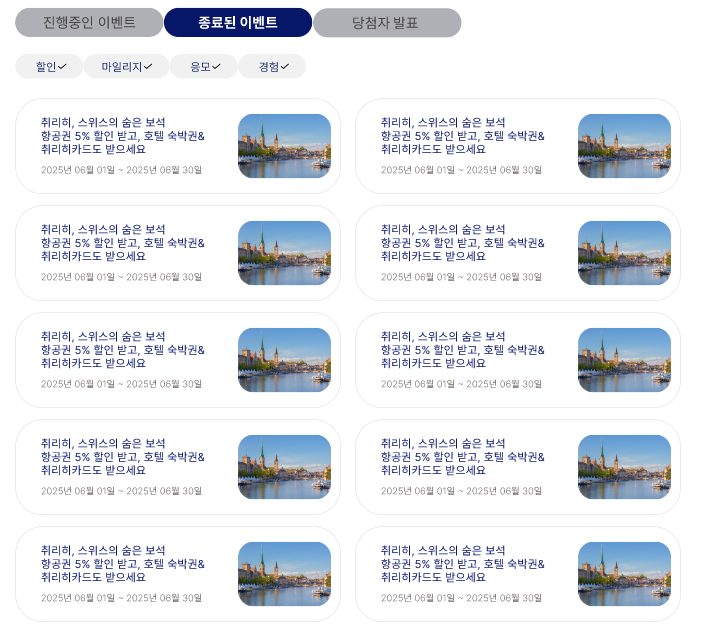 진행중인 이벤트 종료된 이벤트 당첨자 발표
할인 마일리지 응모 경험
취리히, 스위스의 숨은 보석
항공권 5% 할인 받고, 호텔 숙박권&
취리히카드도 받으세요
2025년 06월 01일 ~ 2025년 06월 30일
취리히, 스위스의 숨은 보석
항공권 5% 할인 받고, 호텔 숙박권&
취리히카드도 받으세요
2025년 06월 01일 ~ 2025년 06월 30일
취리히, 스위스의 숨은 보석
항공권 5% 할인 받고, 호텔 숙박권&
취리히카드도 받으세요
2025년 06월 01일 ~ 2025년 06월 30일
취리히, 스위스의 숨은 보석
항공권 5% 할인 받고, 호텔 숙박권&
취리히카드도 받으세요
2025년 06월 01일 ~ 2025년 06월 30일
취리히, 스위스의 숨은 보석
항공권 5% 할인 받고, 호텔 숙박권&
취리히카드도 받으세요
2025년 06월 01일 ~ 2025년 06월 30일
취리히, 스위스의 숨은 보석
항공권 5% 할인 받고, 호텔 숙박권&
취리히카드도 받으세요
2025년 06월 01일 ~ 2025년 06월 30일
취리히, 스위스의 숨은 보석
항공권 5% 할인 받고, 호텔 숙박권&
취리히카드도 받으세요
2025년 06월 01일 ~ 2025년 06월 30일
취리히, 스위스의 숨은 보석
항공권 5% 할인 받고, 호텔 숙박권&
취리히카드도 받으세요
2025년 06월 01일 ~ 2025년 06월 30일
취리히, 스위스의 숨은 보석
항공권 5% 할인 받고, 호텔 숙박권&
취리히카드도 받으세요
2025년 06월 01일 ~ 2025년 06월 30일
취리히, 스위스의 숨은 보석
항공권 5% 할인 받고, 호텔 숙박권&
취리히카드도 받으세요
2025년 06월 01일 ~ 2025년 06월 30일